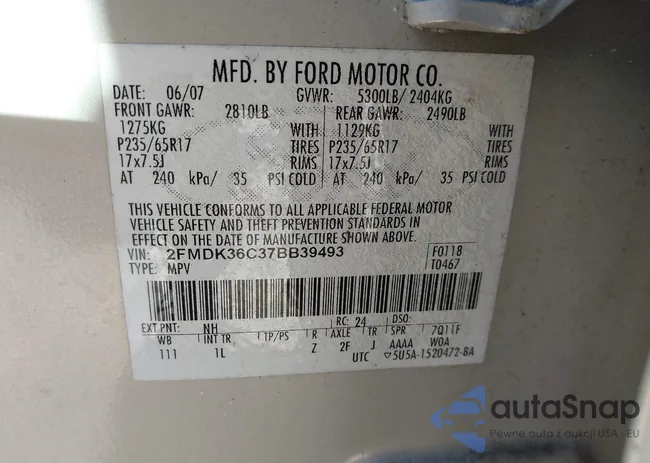 MFD. BY FORD MOTOR CO.
DATE: 06/07 GVWR: 5300LB/ 2404KG
FRONT GAWR: 2810LB REAR GAWR: 2490LB
1275KG WITH 1129KG WITH
P235/65R17 TIRES P235/65R17 TIRES
17x7.5J RIMS 17x7.5J RIMS
AT 240 kPa/ 35 PSI COLD AT 240 kPa/ 35 PSI COLD
THIS VEHICLE CONFORMS TO ALL APPLICABLE FEDERAL MOTOR
VEHICLE SAFETY AND THEFT PREVENTION STANDARDS IN
EFFECT ON THE DATE OF MANUFACTURE SHOWN ABOVE.
VIN: 2FMDK36C37BB39493 F0118
TYPE: MPV T0467
EXT PNT: NH RC: 24 DSO: 7Q11F
WB INT TR TP/PS R AXLE TR SPR W0A
111 1L Z 2F J AAAA
UTC 5U5A-1520472-BA
autaSnap
Pewne auta z aukcji USA i EU